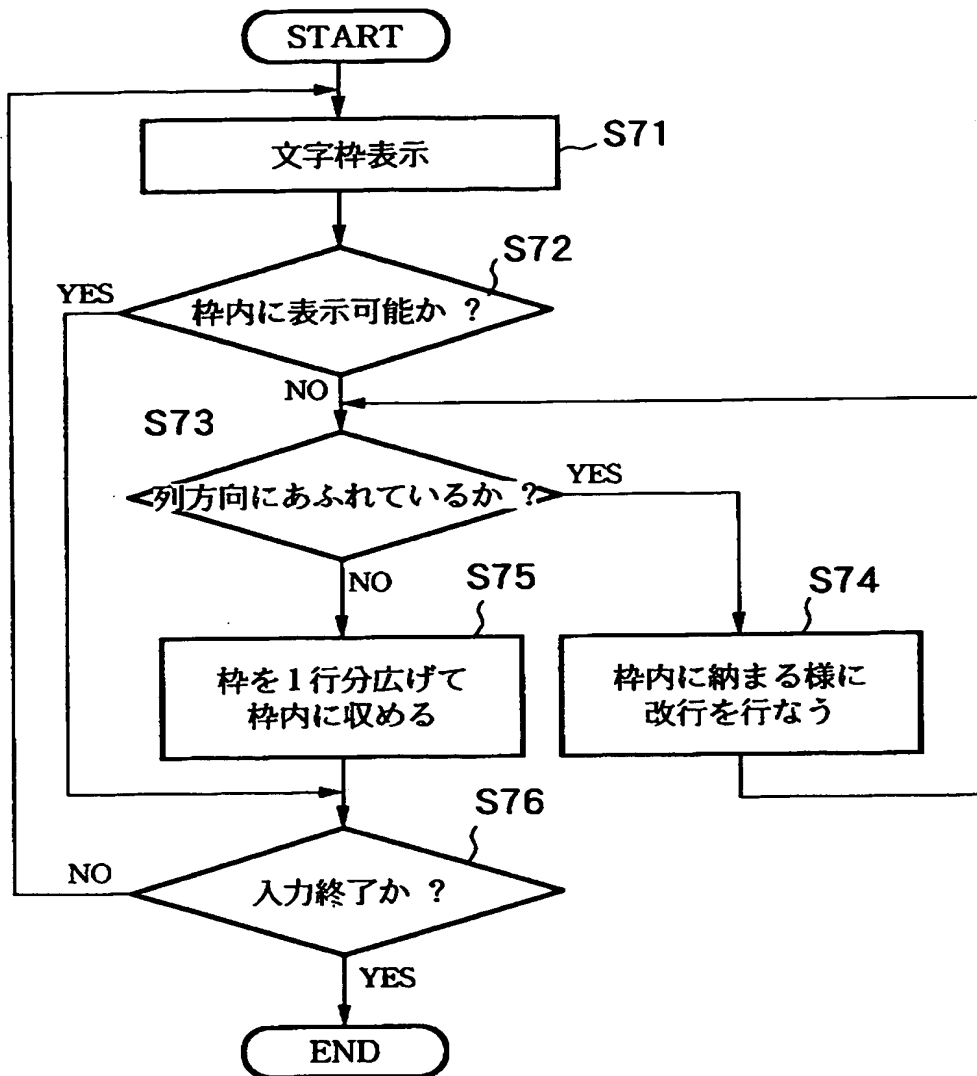 START
文字枠表示
S71
S72
YES
枠内に表示可能か ?
NO
S73
列方向にあふれているか ?
YES
NO
S75
S74
枠を1行分広げて
枠内に収める
枠内に納まる様に
改行を行なう
S76
NO
入力終了か ?
YES
END